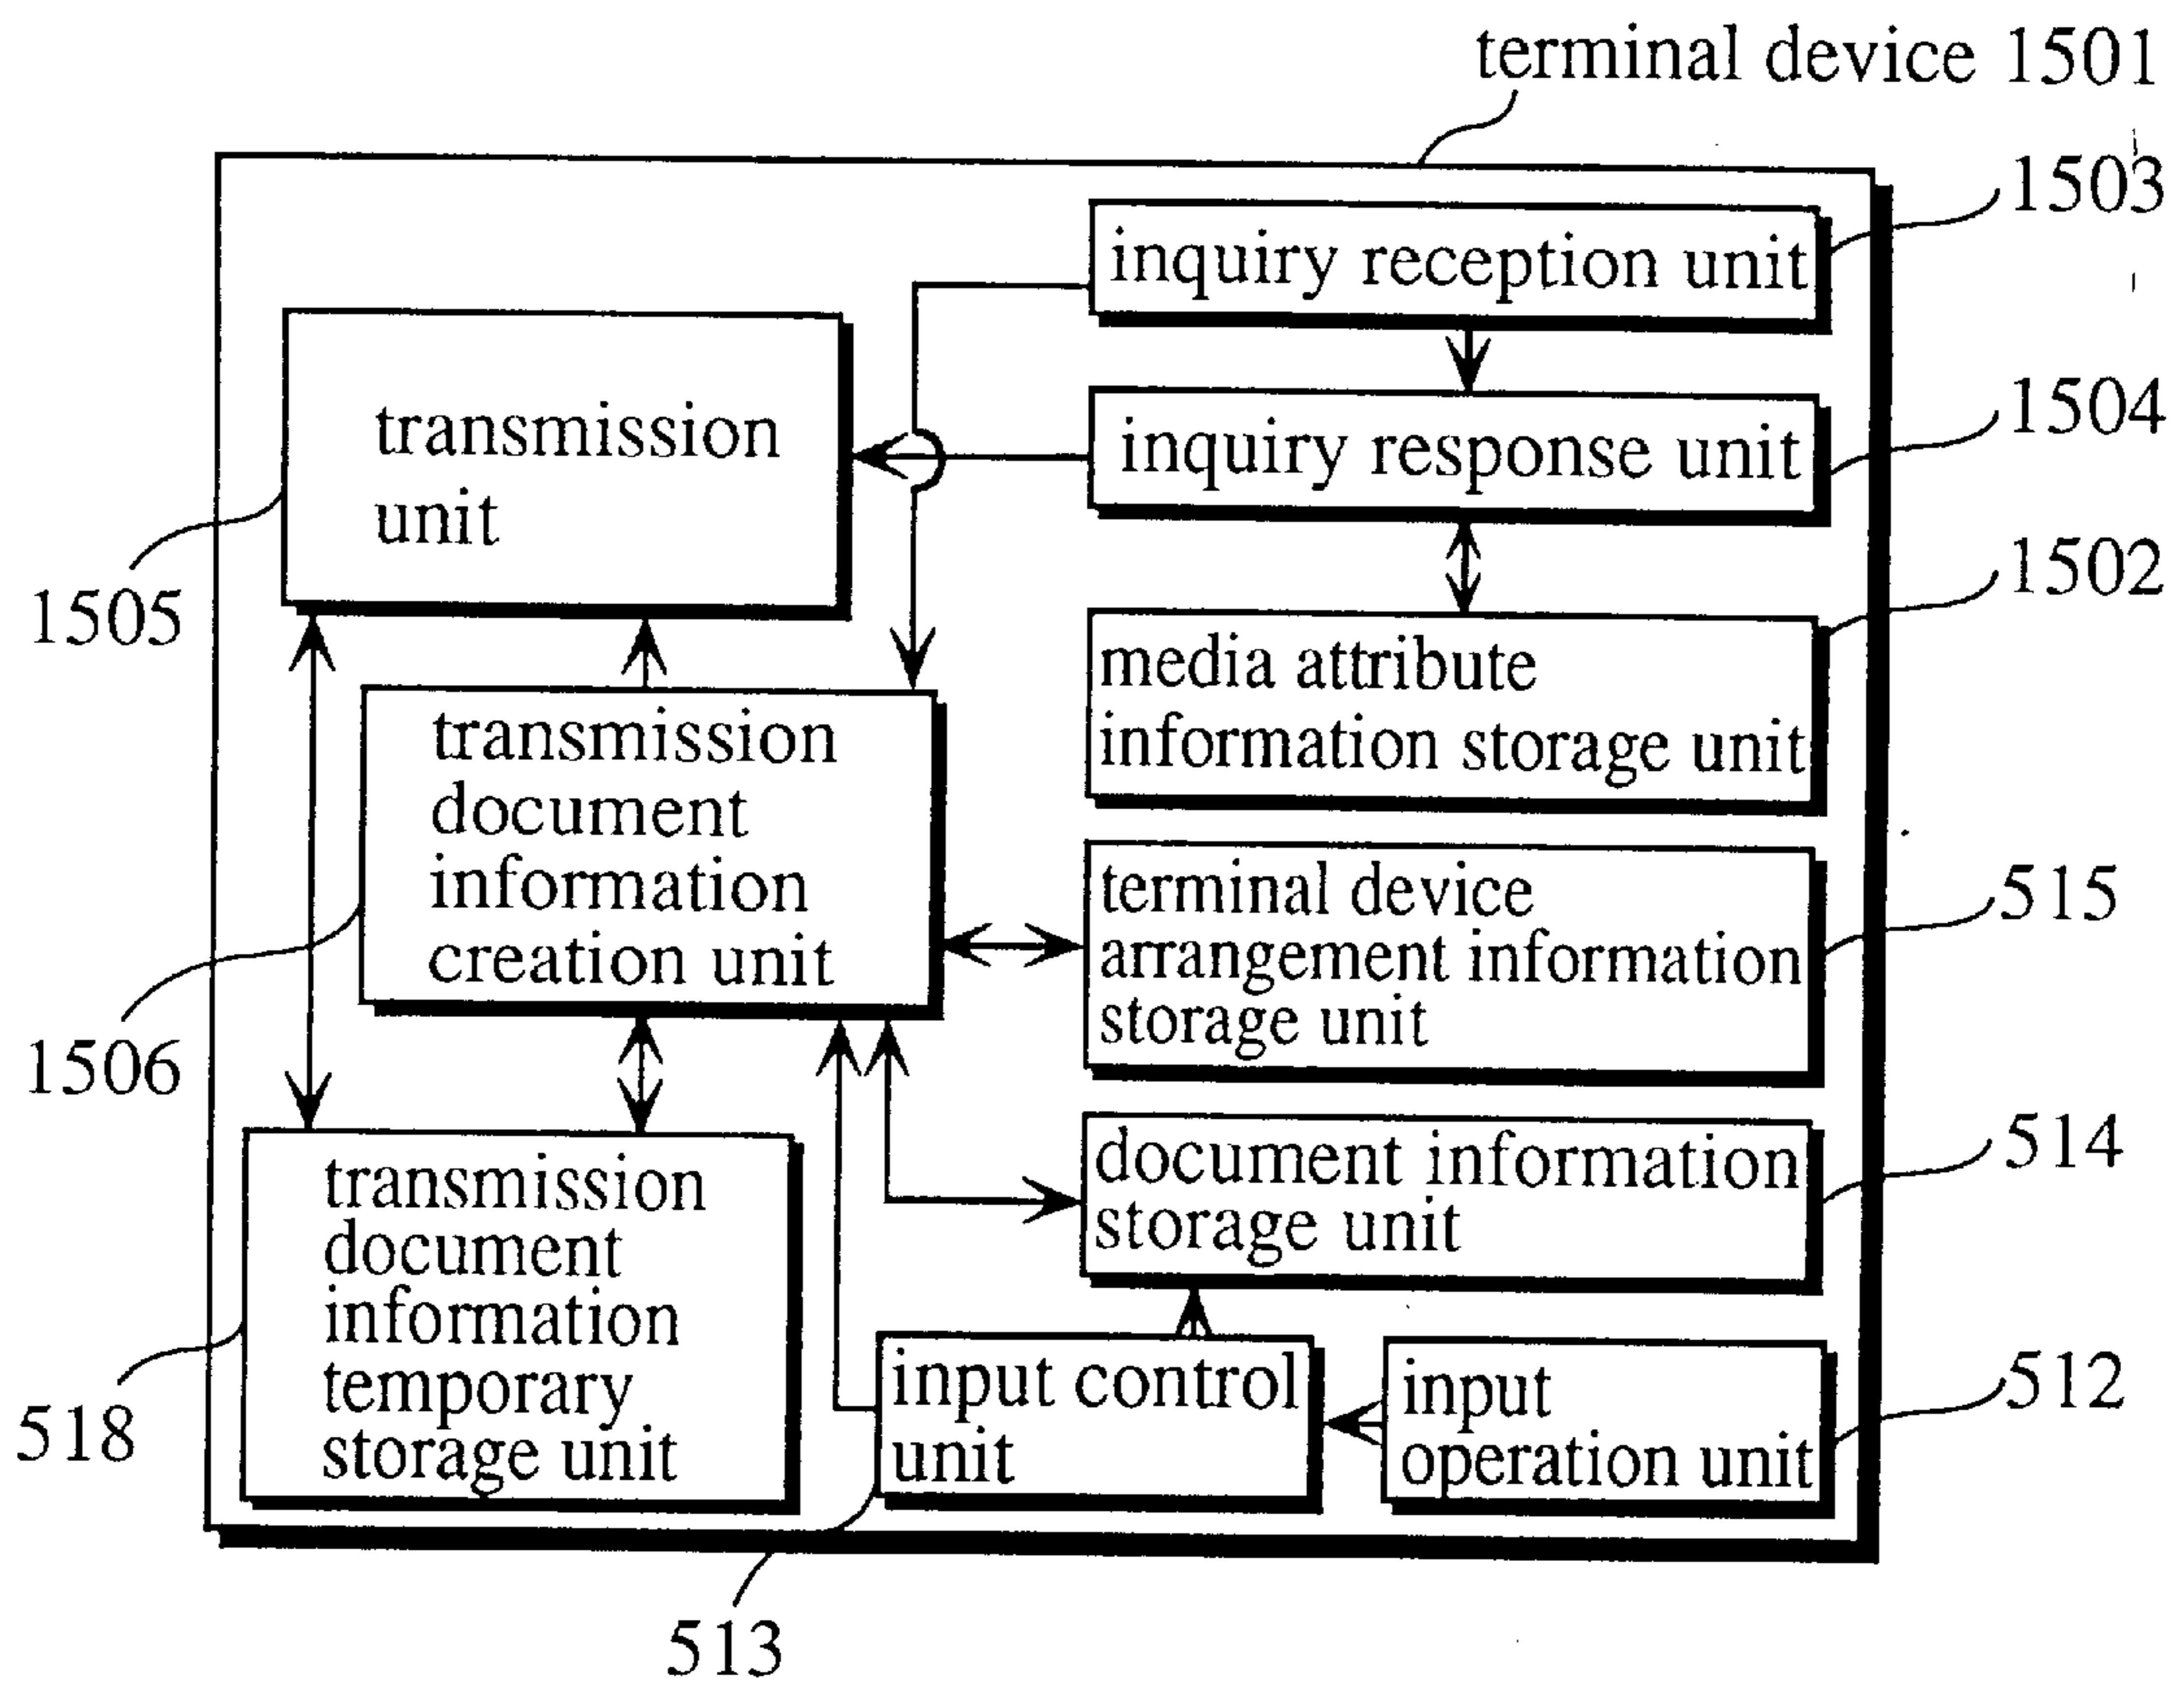 terminal device 1501
1503
inquiry reception unit
transmission
unit
1504
inquiry response unit
1505
1502
media attribute
information storage unit
transmission
document
information
creation unit
1506
515
terminal device
arrangement information
storage unit
514
document information
storage unit
transmission
document
information
temporary
storage unit
518
input control
unit
512
input
operation unit
513